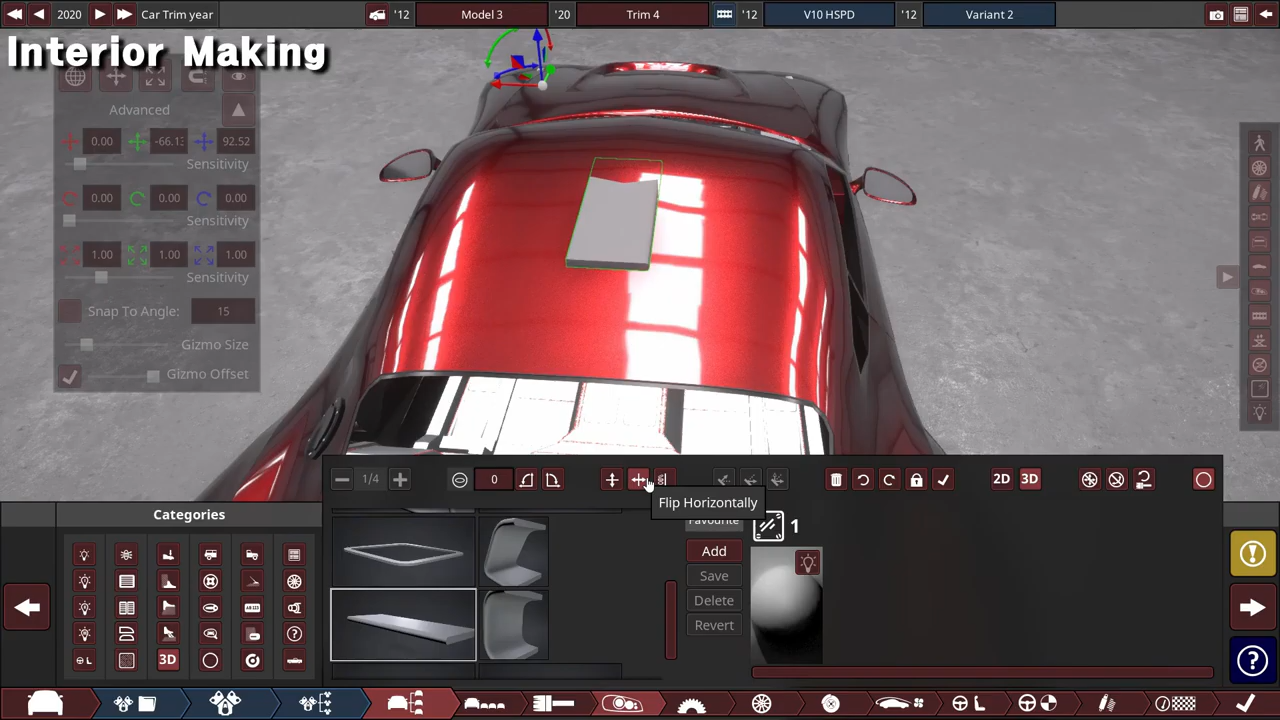 2020 Car Trim year '12 Model 3 '20 Trim 4 '12 V10 HSPD '12 Variant 2
Interior Making
Advanced
0.00 -66.13 92.52
Sensitivity
0.00 0.00 0.00
Sensitivity
1.00 1.00 1.00
Sensitivity
Snap To Angle: 15
Gizmo Size
Gizmo Offset
1/4 0 2D 3D
Flip Horizontally
Categories
Favourite
1
Add
Save
Delete
Revert
3D